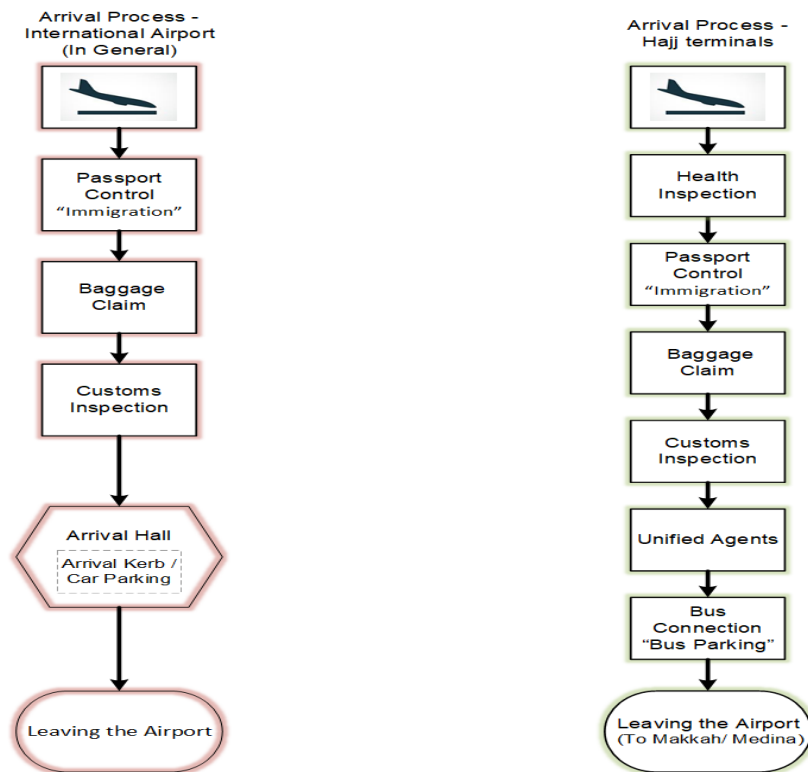 Arrival Process -
International Airport
(In General)
Passport
Control
“Immigration”
Baggage
Claim
Customs
Inspection
Arrival Hall
Arrival Kerb /
Car Parking
Leaving the Airport
Arrival Process -
Hajj terminals
Health
Inspection
Passport
Control
“Immigration”
Baggage
Claim
Customs
Inspection
Unified Agents
Bus
Connection
“Bus Parking”
Leaving the Airport
(To Makkah/ Medina)